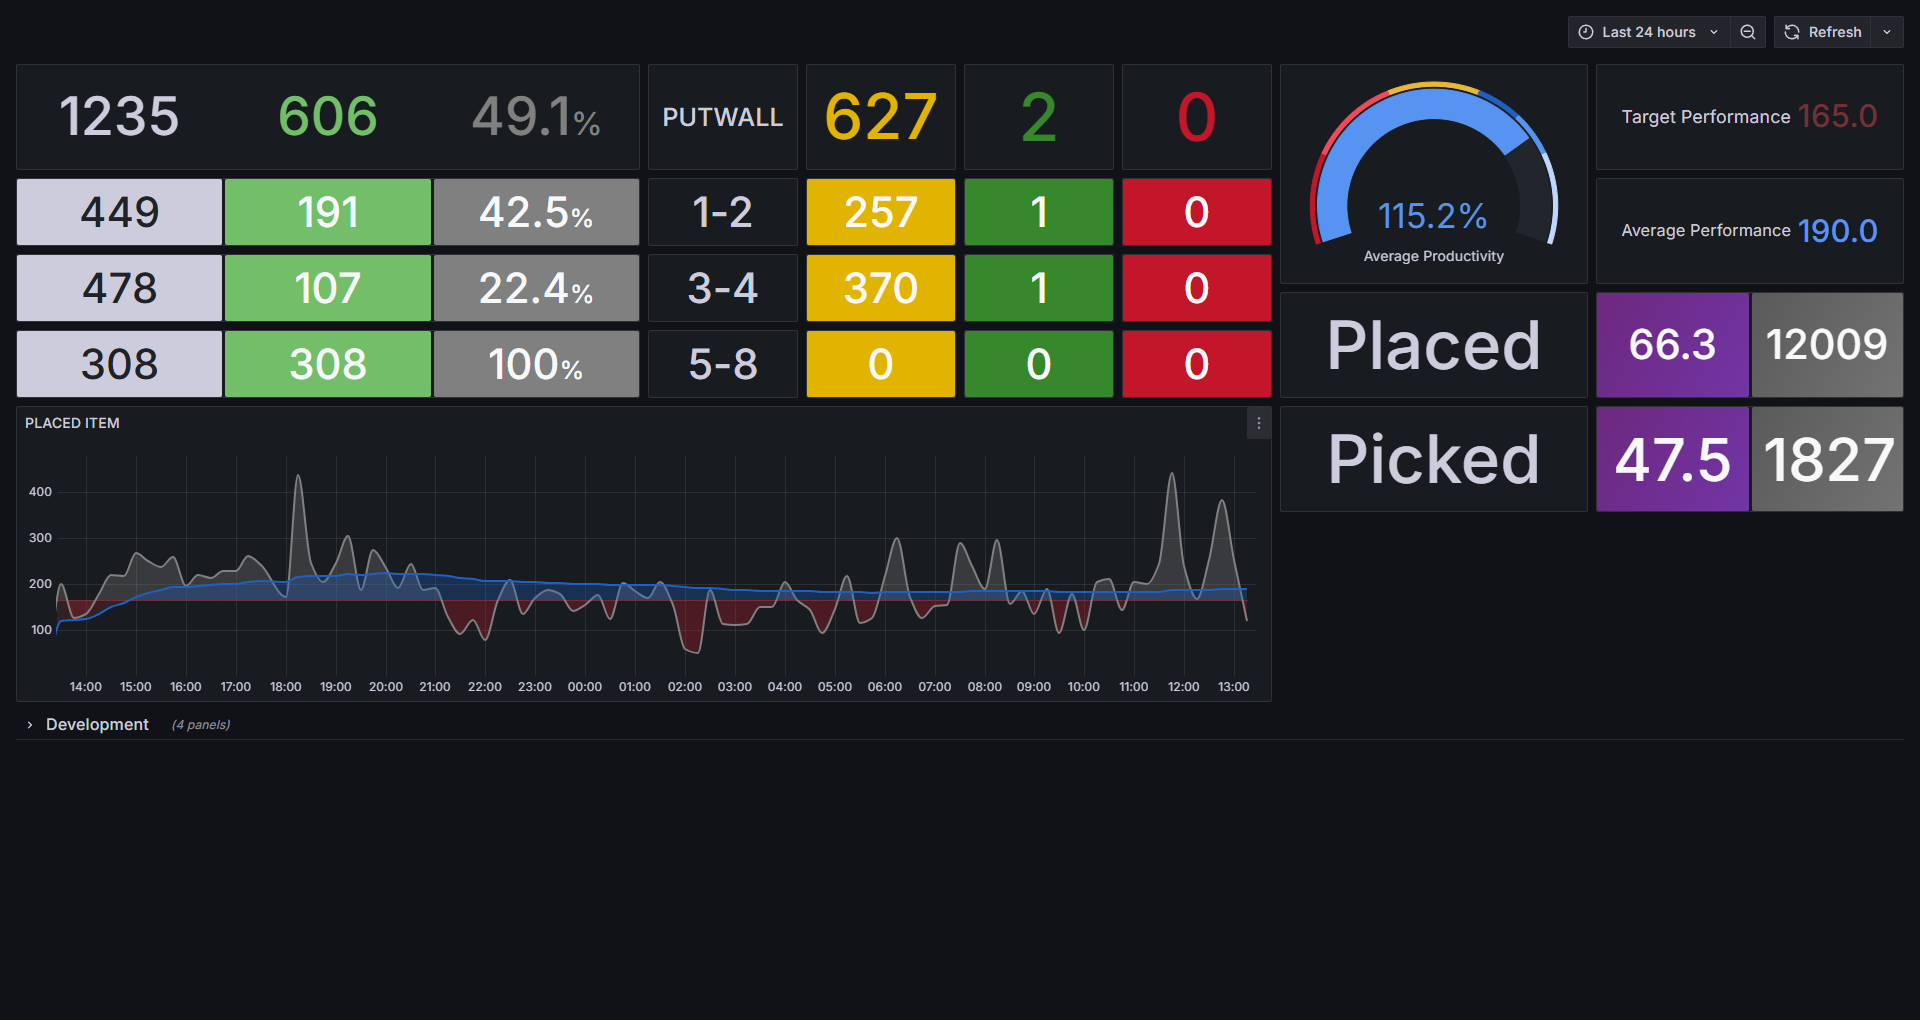 Last 24 hours
Refresh
1235 606 49.1% PUTWALL 627 2 0
449 191 42.5% 1-2 257 1 0
478 107 22.4% 3-4 370 1 0
308 308 100% 5-8 0 0 0
115.2%
Average Productivity
Target Performance 165.0
Average Performance 190.0
Placed 66.3 12009
Picked 47.5 1827
PLACED ITEM
400
300
200
100
14:00 15:00 16:00 17:00 18:00 19:00 20:00 21:00 22:00 23:00 00:00 01:00 02:00 03:00 04:00 05:00 06:00 07:00 08:00 09:00 10:00 11:00 12:00 13:00
Development (4 panels)